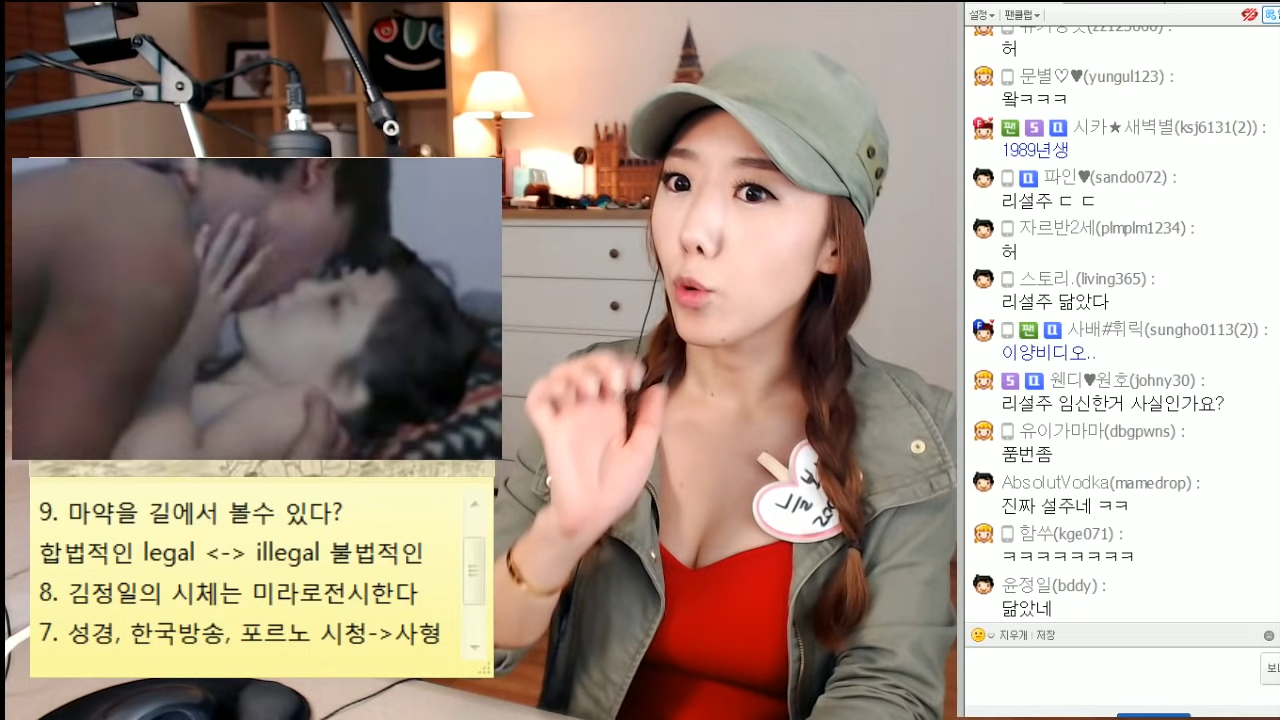 9. 마약을 길에서 볼수 있다?
합법적인 legal <-> illegal 불법적인
8. 김정일의 시체는 미라로전시한다
7. 성경, 한국방송, 포르노 시청->사형
설정 팬클럽
허
문별♡♥(yungul123) :
왘ㅋㅋㅋ
팬 S 시카★새벽별(ksj6131(2)) :
1989년생
파인♥(sando072) :
리설주 ㄷ ㄷ
자르반2세(plmplm1234) :
허
스토리.(living365) :
리설주 닮았다
팬 사배#휘릭(sungho0113(2)) :
이양비디오..
S 웬디♥원호(johny30) :
리설주 임신한거 사실인가요?
유이가마마(dbgpwns) :
품번좀
AbsolutVodka(mamedrop) :
진짜 설주네 ㅋㅋ
함쑤(kge071) :
ㅋㅋㅋㅋㅋㅋㅋㅋ
윤정일(bddy) :
닮았네
지우개 저장